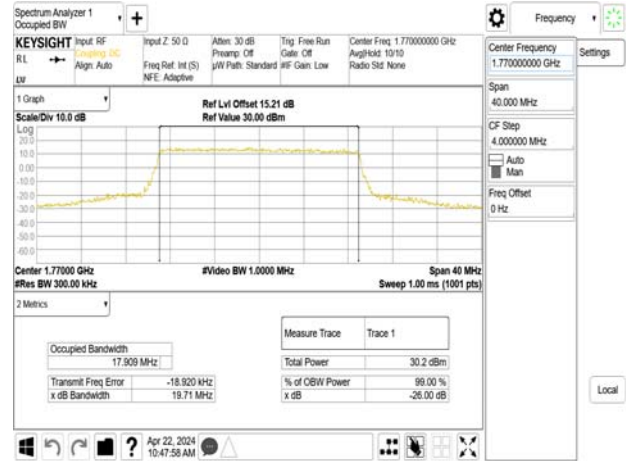 Spectrum Analyzer 1
Occupied BW
Frequency
KEYSIGHT
Input: RF
Coupling: DC
Align: Auto
Input Z: 50 Ω
Freq Ref: Int (S)
NFE: Adaptive
Atten: 30 dB
Preamp: Off
µW Path: Standard
Trig: Free Run
Gate: Off
#IF Gain: Low
Center Freq: 1.770000000 GHz
Avg|Hold: 10/10
Radio Std: None
RL
LXI
Center Frequency
1.770000000 GHz
Settings
Span
40.000 MHz
CF Step
4.000000 MHz
Auto
Man
Freq Offset
0 Hz
1 Graph
Scale/Div 10.0 dB
Ref Lvl Offset 15.21 dB
Ref Value 30.00 dBm
Log
20.0
10.0
0.00
-10.0
-20.0
-30.0
-40.0
-50.0
-60.0
Center 1.77000 GHz
#Res BW 300.00 kHz
#Video BW 1.0000 MHz
Span 40 MHz
Sweep 1.00 ms (1001 pts)
2 Metrics
Measure Trace Trace 1
Occupied Bandwidth
17.909 MHz
Total Power 30.2 dBm
Transmit Freq Error -18.920 kHz
% of OBW Power 99.00 %
x dB Bandwidth 19.71 MHz
x dB -26.00 dB
Local
Apr 22, 2024
10:47:58 AM